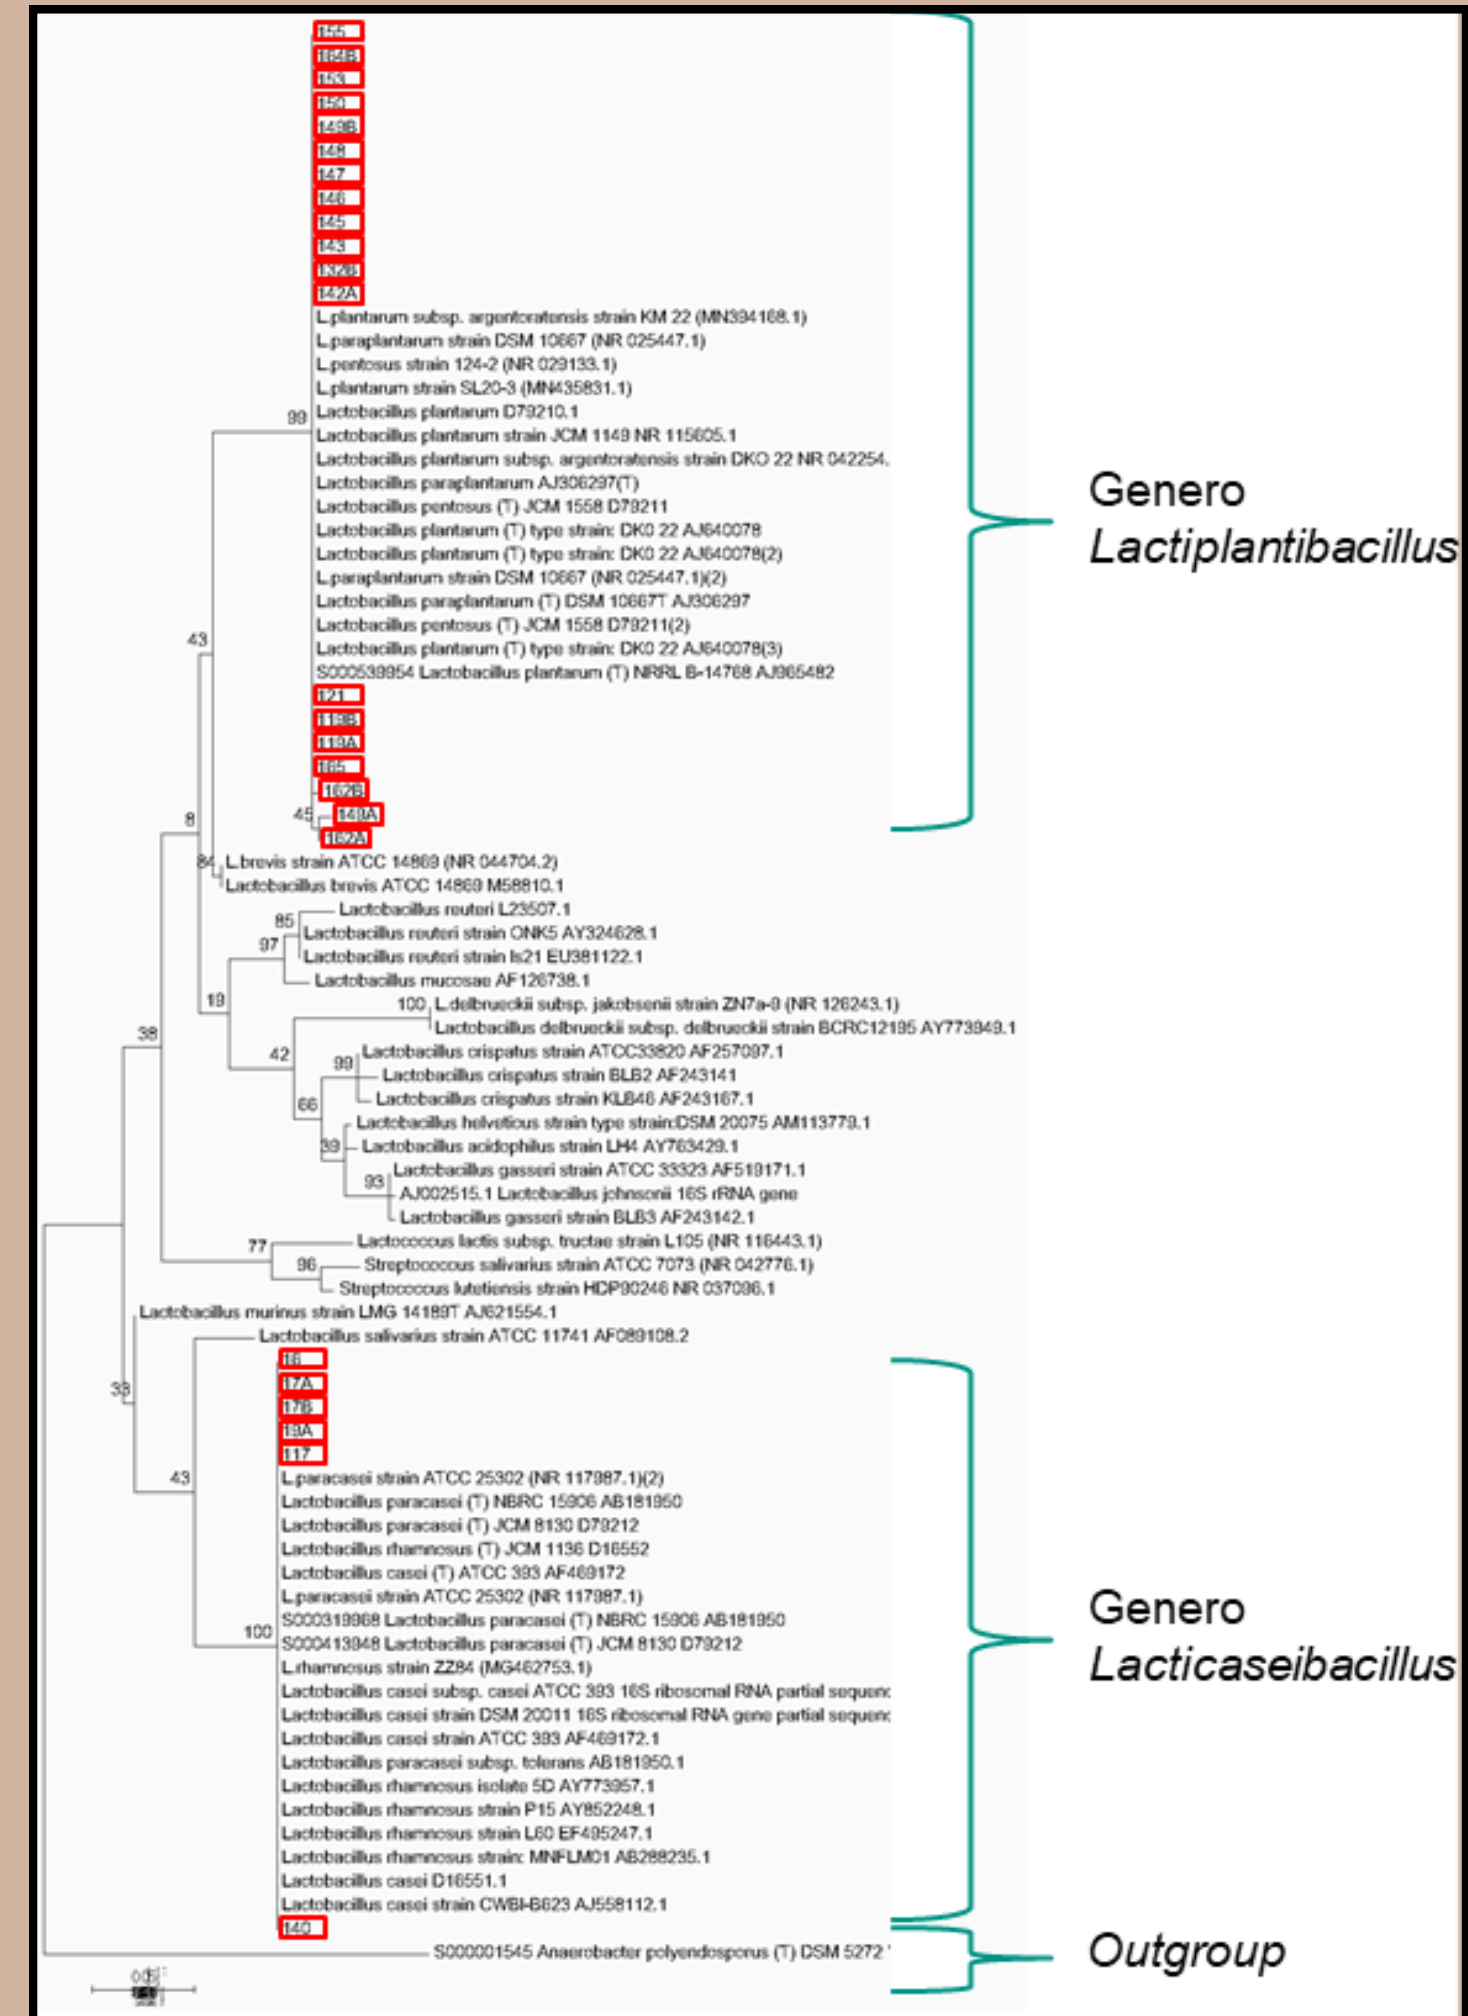 155
164B
153
150
149B
148
147
146
145
143
132B
142A
L.plantarum subsp. argentoratensis strain KM 22 (MN394168.1)
L.paraplantarum strain DSM 10667 (NR 025447.1)
L.pentosus strain 124-2 (NR 029133.1)
L.plantarum strain SL20-3 (MN435831.1)
Lactobacillus plantarum D79210.1
99
Lactobacillus plantarum strain JCM 1149 NR 115605.1
Lactobacillus plantarum subsp. argentoratensis strain DKO 22 NR 042254.
Lactobacillus paraplantarum AJ306297(T)
Genero
Lactobacillus pentosus (T) JCM 1558 D79211
Lactobacillus plantarum (T) type strain: DK0 22 AJ640078
Lactiplantibacillus
Lactobacillus plantarum (T) type strain: DK0 22 AJ640078(2)
L.paraplantarum strain DSM 10667 (NR 025447.1)(2)
Lactobacillus paraplantarum (T) DSM 10667T AJ306297
Lactobacillus pentosus (T) JCM 1558 D79211(2)
43
Lactobacillus plantarum (T) type strain: DK0 22 AJ640078(3)
S000539954 Lactobacillus plantarum (T) NRRL B-14768 AJ965482
121
119B
119A
165
162B
45
149A
8
162A
84
L.brevis strain ATCC 14869 (NR 044704.2)
Lactobacillus brevis ATCC 14869 M58810.1
Lactobacillus reuteri L23507.1
85
Lactobacillus reuteri strain ONK5 AY324628.1
97
Lactobacillus reuteri strain ls21 EU381122.1
Lactobacillus mucosae AF126738.1
19
100
L.delbrueckii subsp. jakobsenii strain ZN7a-9 (NR 126243.1)
Lactobacillus delbrueckii subsp. delbrueckii strain BCRC12195 AY773949.1
38
42
Lactobacillus crispatus strain ATCC33820 AF257097.1
99
Lactobacillus crispatus strain BLB2 AF243141
Lactobacillus crispatus strain KLB46 AF243167.1
66
Lactobacillus helveticus strain type strain:DSM 20075 AM113779.1
39
Lactobacillus acidophilus strain LH4 AY763429.1
Lactobacillus gasseri strain ATCC 33323 AF519171.1
93
AJ002515.1 Lactobacillus johnsonii 16S rRNA gene
Lactobacillus gasseri strain BLB3 AF243142.1
77
Lactococcus lactis subsp. tructae strain L105 (NR 116443.1)
96
Streptococcus salivarius strain ATCC 7073 (NR 042776.1)
Streptococcus lutetiensis strain HDP90246 NR 037096.1
Lactobacillus murinus strain LMG 14189T AJ621554.1
Lactobacillus salivarius strain ATCC 11741 AF089108.2
16
33
17A
17B
19A
117
43
L.paracasei strain ATCC 25302 (NR 117987.1)(2)
Lactobacillus paracasei (T) NBRC 15906 AB181950
Lactobacillus paracasei (T) JCM 8130 D79212
Lactobacillus rhamnosus (T) JCM 1136 D16552
Lactobacillus casei (T) ATCC 393 AF469172
L.paracasei strain ATCC 25302 (NR 117987.1)
Genero
S000319968 Lactobacillus paracasei (T) NBRC 15906 AB181950
100
S000413948 Lactobacillus paracasei (T) JCM 8130 D79212
Lacticaseibacillus
L.rhamnosus strain ZZ84 (MG462753.1)
Lactobacillus casei subsp. casei ATCC 393 16S ribosomal RNA partial sequenc
Lactobacillus casei strain DSM 20011 16S ribosomal RNA gene partial sequenc
Lactobacillus casei strain ATCC 393 AF469172.1
Lactobacillus paracasei subsp. tolerans AB181950.1
Lactobacillus rhamnosus isolate 5D AY773957.1
Lactobacillus rhamnosus strain P15 AY852248.1
Lactobacillus rhamnosus strain L60 EF495247.1
Lactobacillus rhamnosus strain: MNFLM01 AB288235.1
Lactobacillus casei D16551.1
Lactobacillus casei strain CWBI-B623 AJ558112.1
140
S000001545 Anaerobacter polyendosporus (T) DSM 5272
Outgroup